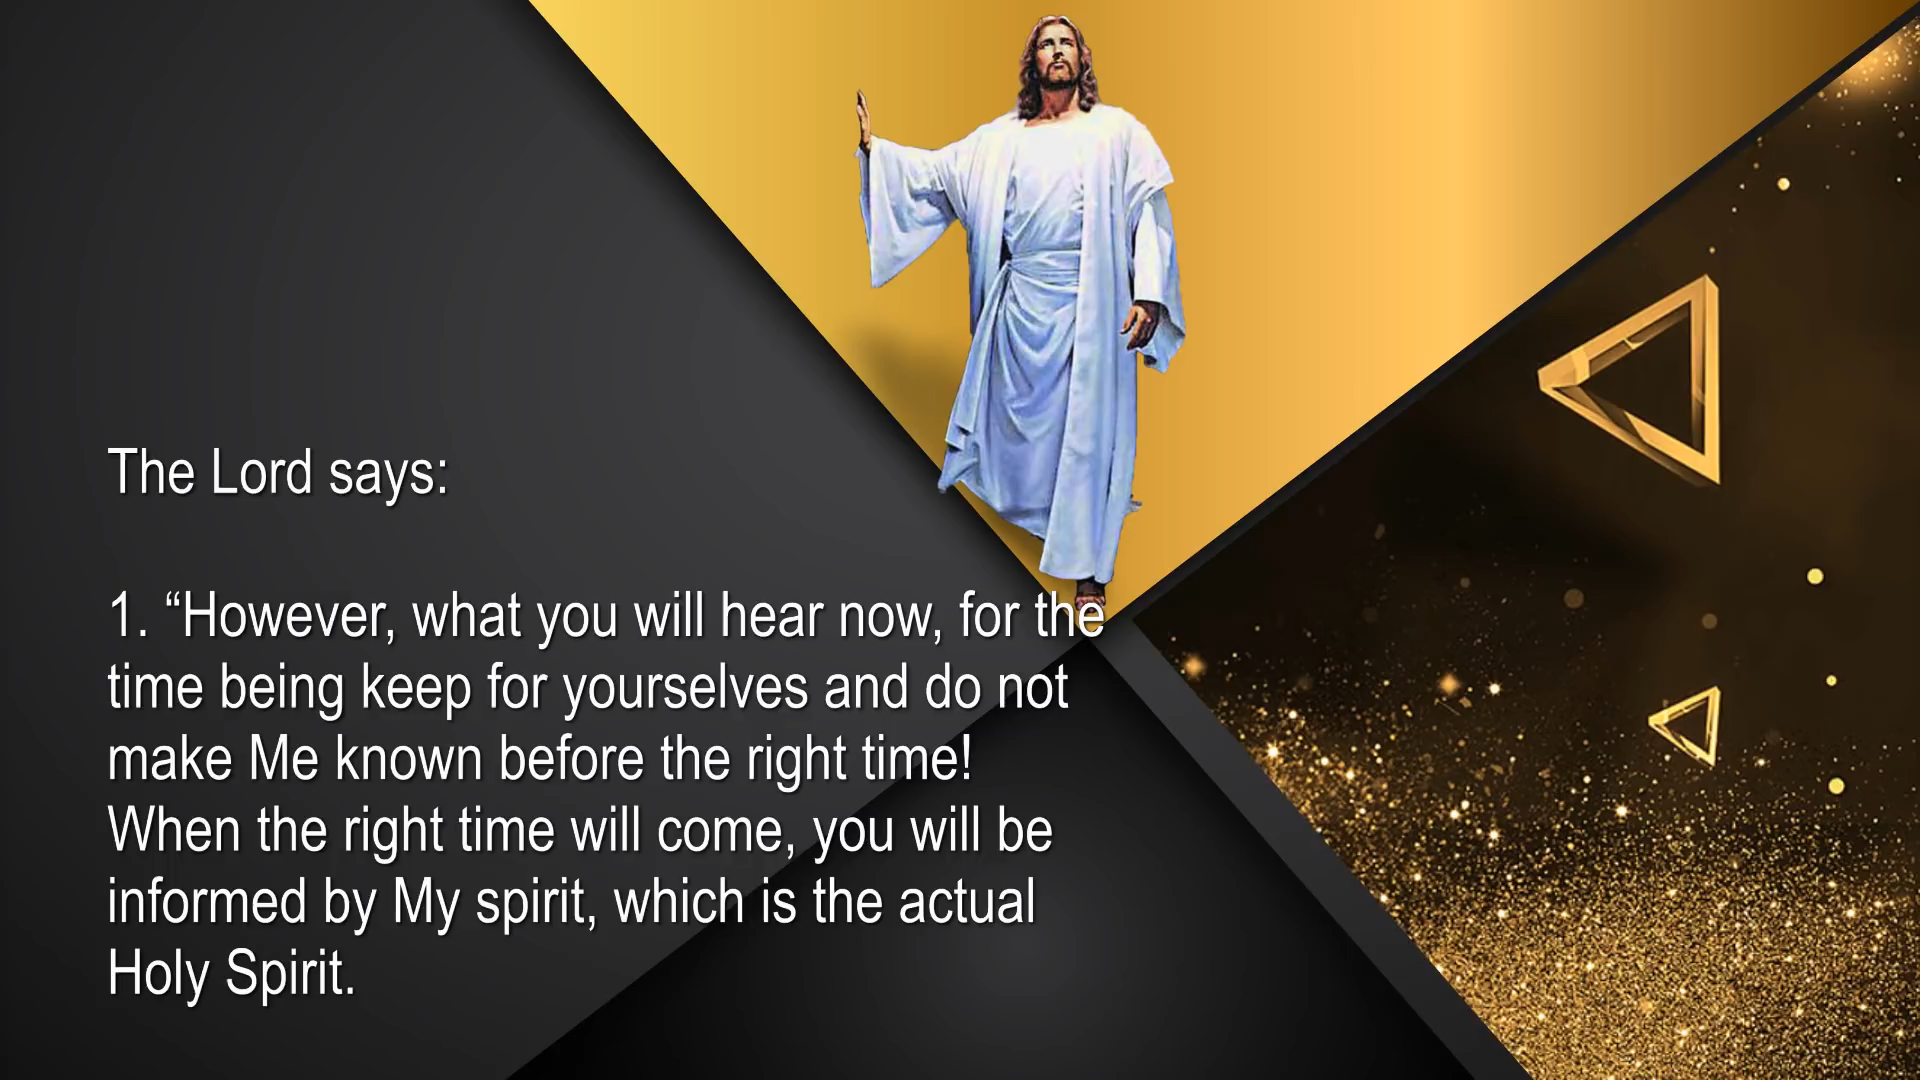 The Lord says:
1. “However, what you will hear now, for the
time being keep for yourselves and do not
make Me known before the right time!
When the right time will come, you will be
informed by My spirit, which is the actual
Holy Spirit.